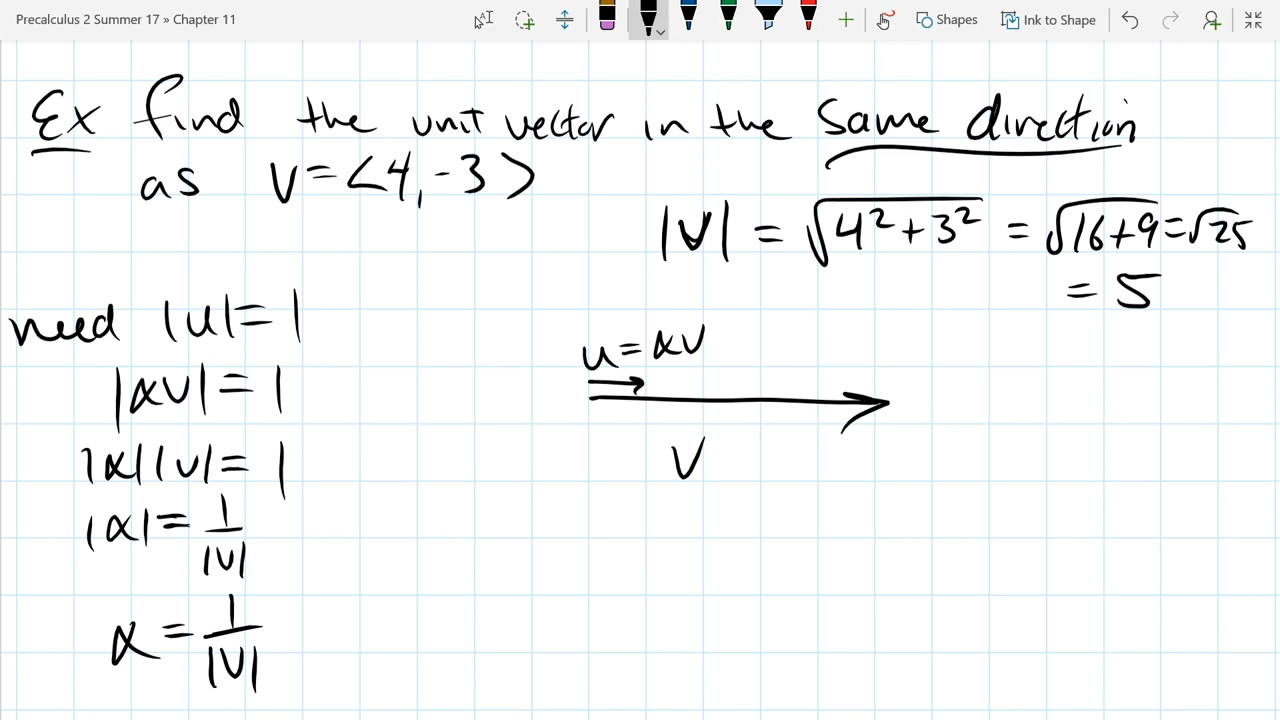 Precalculus 2 Summer 17 » Chapter 11
Shapes
Ink to Shape
Ex find the unit vector in the same direction
as v = <4, -3>
|v| = √4² + 3² = √16+9 = √25
= 5
need |u| = 1
|αv| = 1
|α||v| = 1
|α| = 1/|v|
α = 1/|v|
u = αv
v